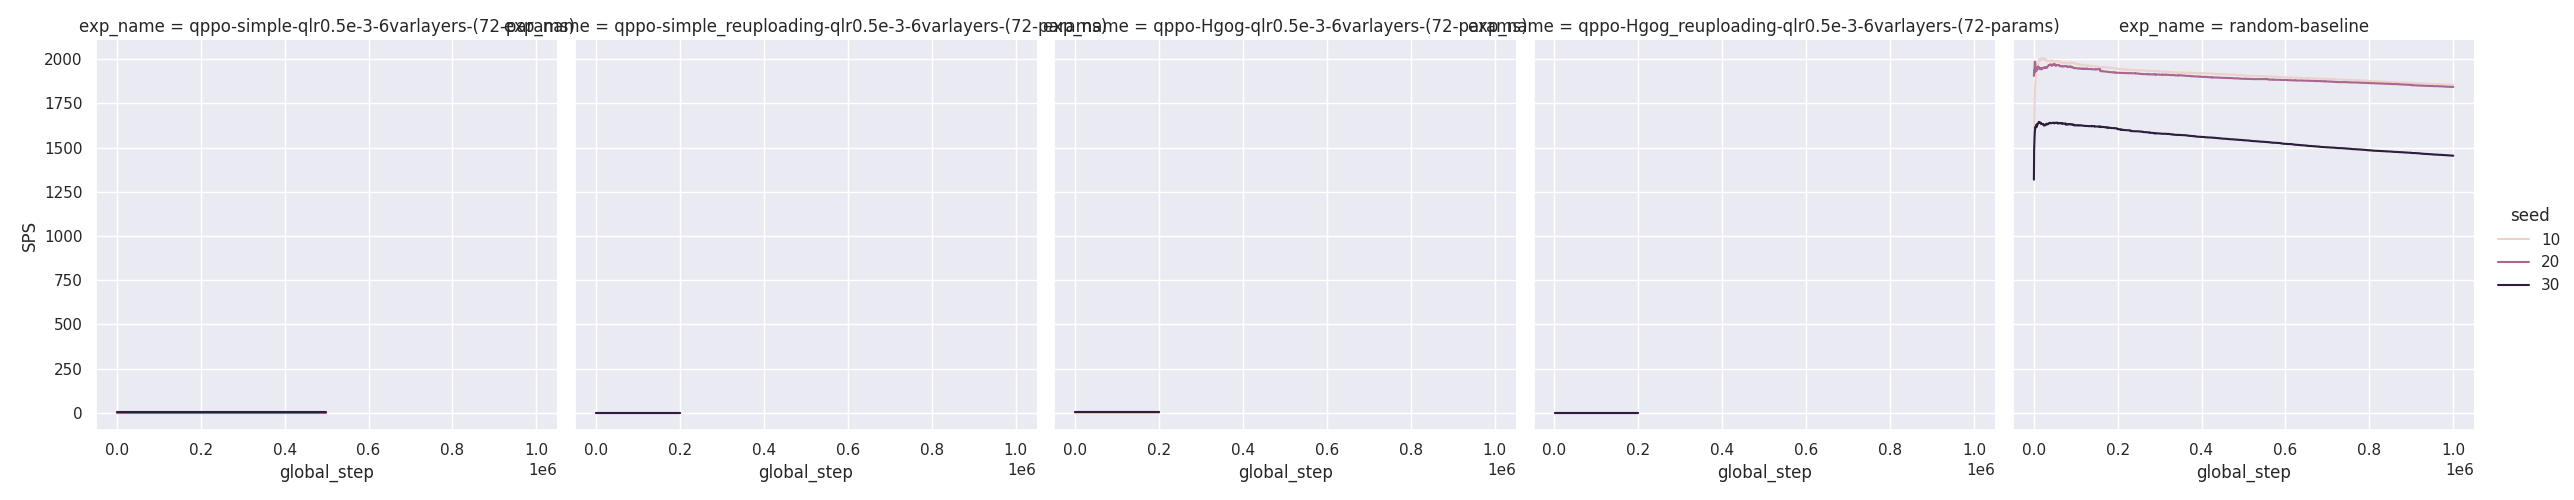 exp_name = qppo-simple-qlr0.5e-3-6varlayers-(72-params)
exp_name = qppo-simple_reuploading-qlr0.5e-3-6varlayers-(72-params)
exp_name = qppo-Hgog-qlr0.5e-3-6varlayers-(72-params)
exp_name = qppo-Hgog_reuploading-qlr0.5e-3-6varlayers-(72-params)
exp_name = random-baseline
SPS
2000
1750
1500
1250
1000
750
500
250
0
0.0 0.2 0.4 0.6 0.8 1.0
1e6
global_step
0.0 0.2 0.4 0.6 0.8 1.0
1e6
global_step
0.0 0.2 0.4 0.6 0.8 1.0
1e6
global_step
0.0 0.2 0.4 0.6 0.8 1.0
1e6
global_step
0.0 0.2 0.4 0.6 0.8 1.0
1e6
global_step
seed
10
20
30